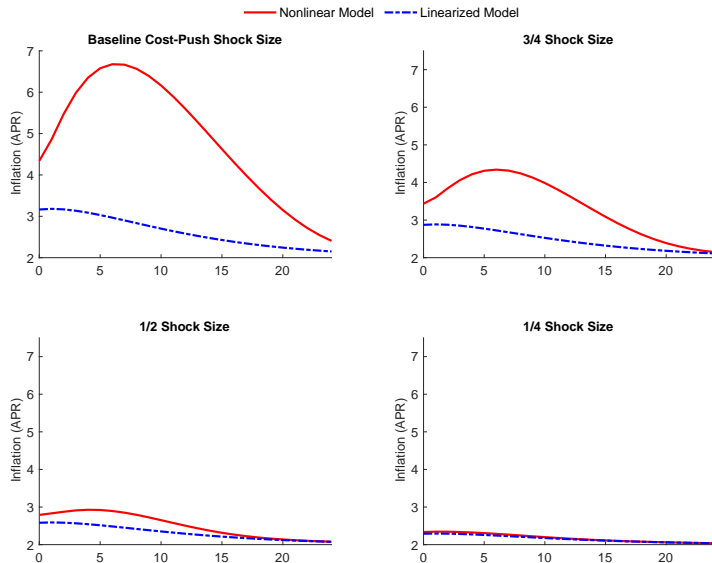 Nonlinear Model Linearized Model
Baseline Cost-Push Shock Size
7
6
5
4
3
2
Inflation (APR)
0 5 10 15 20
3/4 Shock Size
7
6
5
4
3
2
Inflation (APR)
0 5 10 15 20
1/2 Shock Size
7
6
5
4
3
2
Inflation (APR)
0 5 10 15 20
1/4 Shock Size
7
6
5
4
3
2
Inflation (APR)
0 5 10 15 20